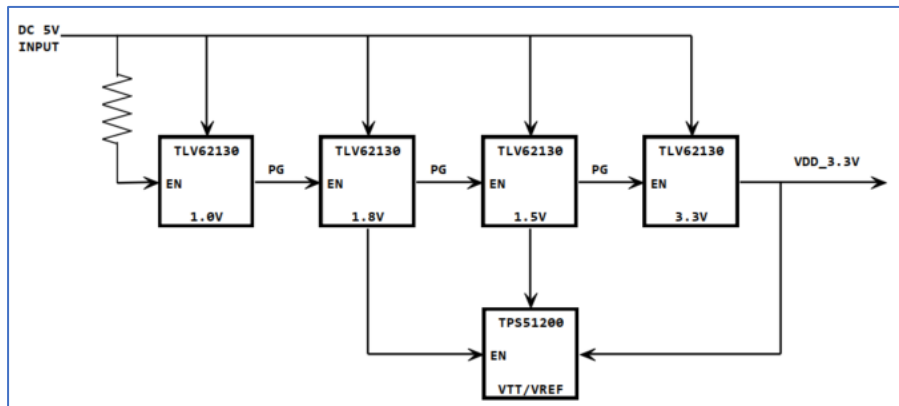 DC 5V
INPUT
TLV62130
EN
1.0V
PG
TLV62130
EN
1.8V
PG
TLV62130
1.5V
PG
TLV62130
EN
3.3V
VDD_3.3V
TPS51200
EN
VTT/VREF